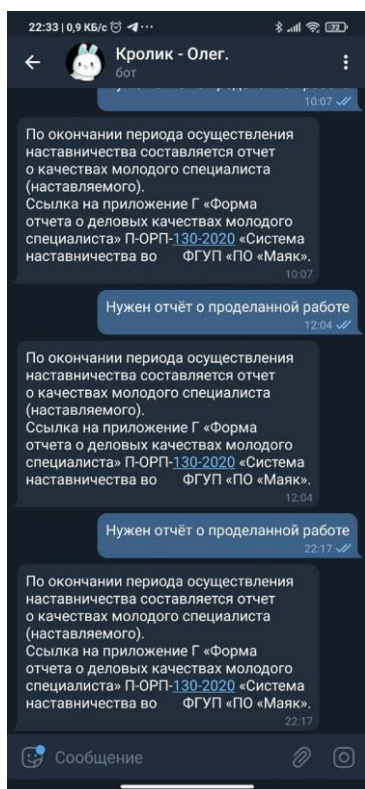 22:33 | 0,9 КБ/с
72
Кролик - Олег.
бот
10:07
По окончании периода осуществления
наставничества составляется отчет
о качествах молодого специалиста
(наставляемого).
Ссылка на приложение Г «Форма
отчета о деловых качествах молодого
специалиста» П-ОРП-130-2020 «Система
наставничества во ФГУП «ПО «Маяк».
10:07
Нужен отчёт о проделанной работе
12:04
По окончании периода осуществления
наставничества составляется отчет
о качествах молодого специалиста
(наставляемого).
Ссылка на приложение Г «Форма
отчета о деловых качествах молодого
специалиста» П-ОРП-130-2020 «Система
наставничества во ФГУП «ПО «Маяк».
12:04
Нужен отчёт о проделанной работе
22:17
По окончании периода осуществления
наставничества составляется отчет
о качествах молодого специалиста
(наставляемого).
Ссылка на приложение Г «Форма
отчета о деловых качествах молодого
специалиста» П-ОРП-130-2020 «Система
наставничества во ФГУП «ПО «Маяк».
22:17
Сообщение